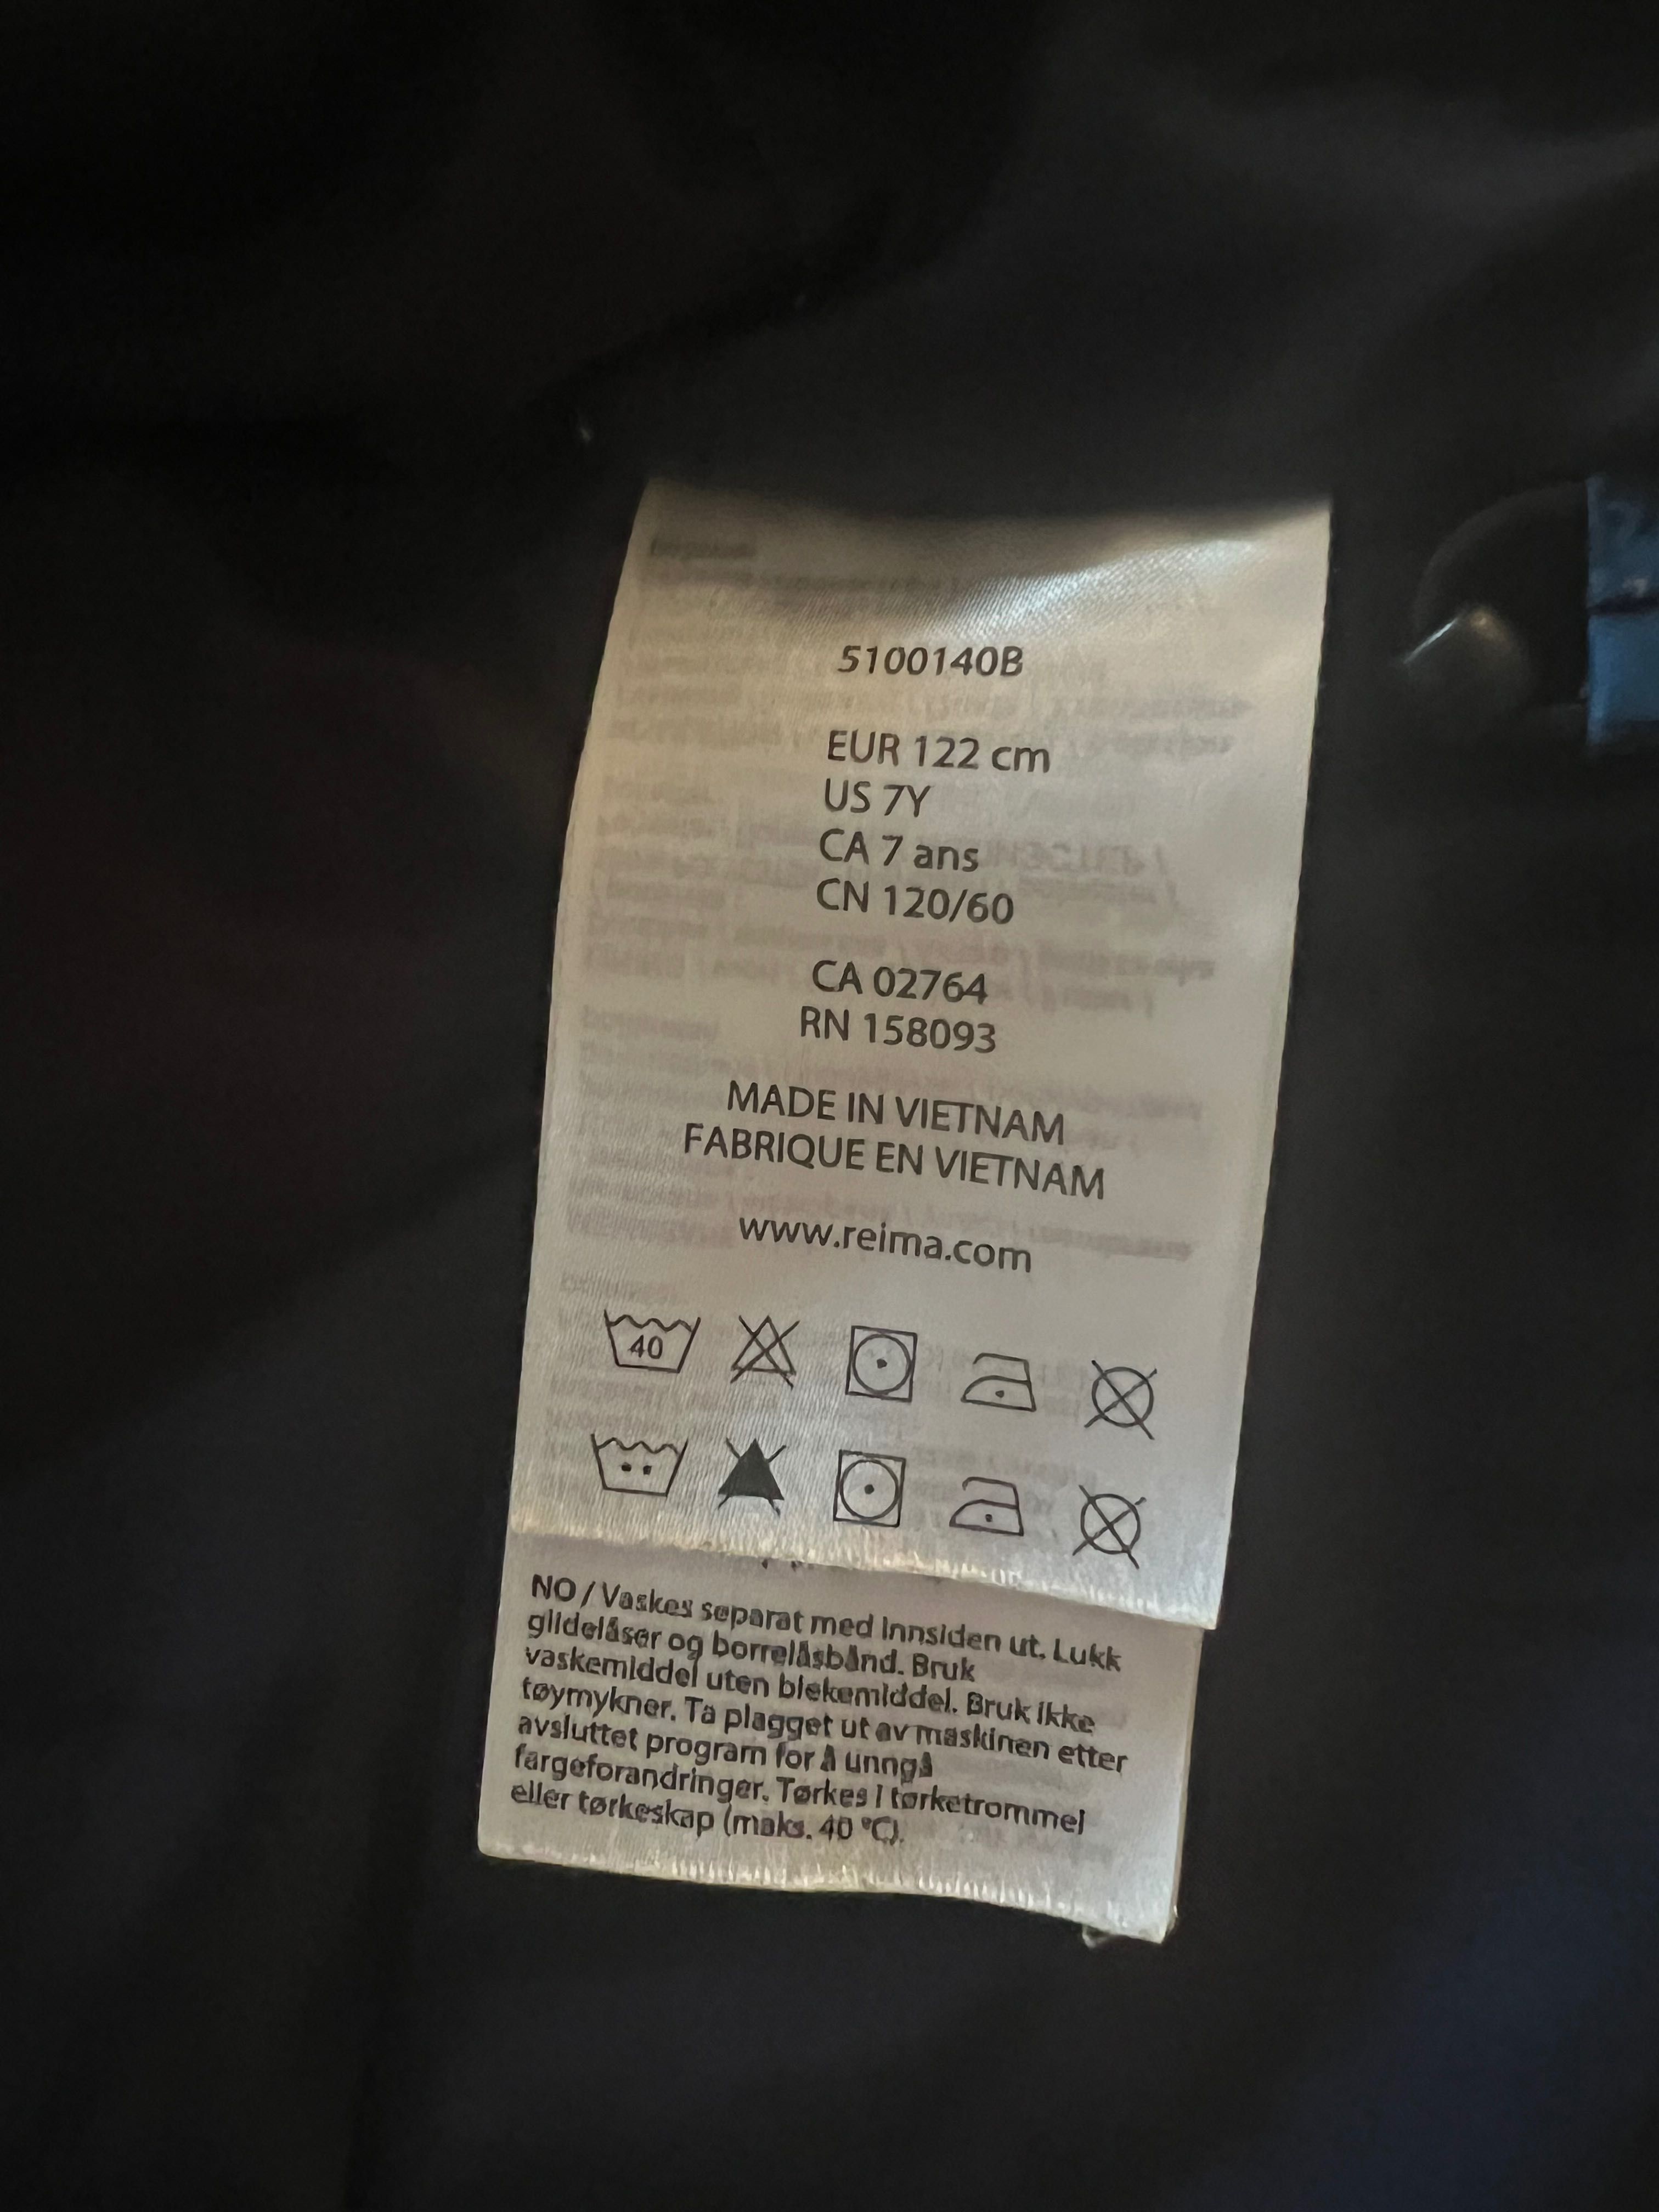 5100140B
EUR 122 cm
US 7Y
CA 7 ans
CN 120/60
CA 02764
RN 158093
MADE IN VIETNAM
FABRIQUE EN VIETNAM
www.reima.com
40
NO / Vaskes separat med innsiden ut. Lukk
glidelåser og borrelåsbånd. Bruk
vaskemiddel uten blekemiddel. Bruk ikke
tøymykner. Ta plagget ut av maskinen etter
avsluttet program for å unngå
fargeforandringer. Tørkes i tørketrommel
eller tørkeskap (maks. 40 °C).